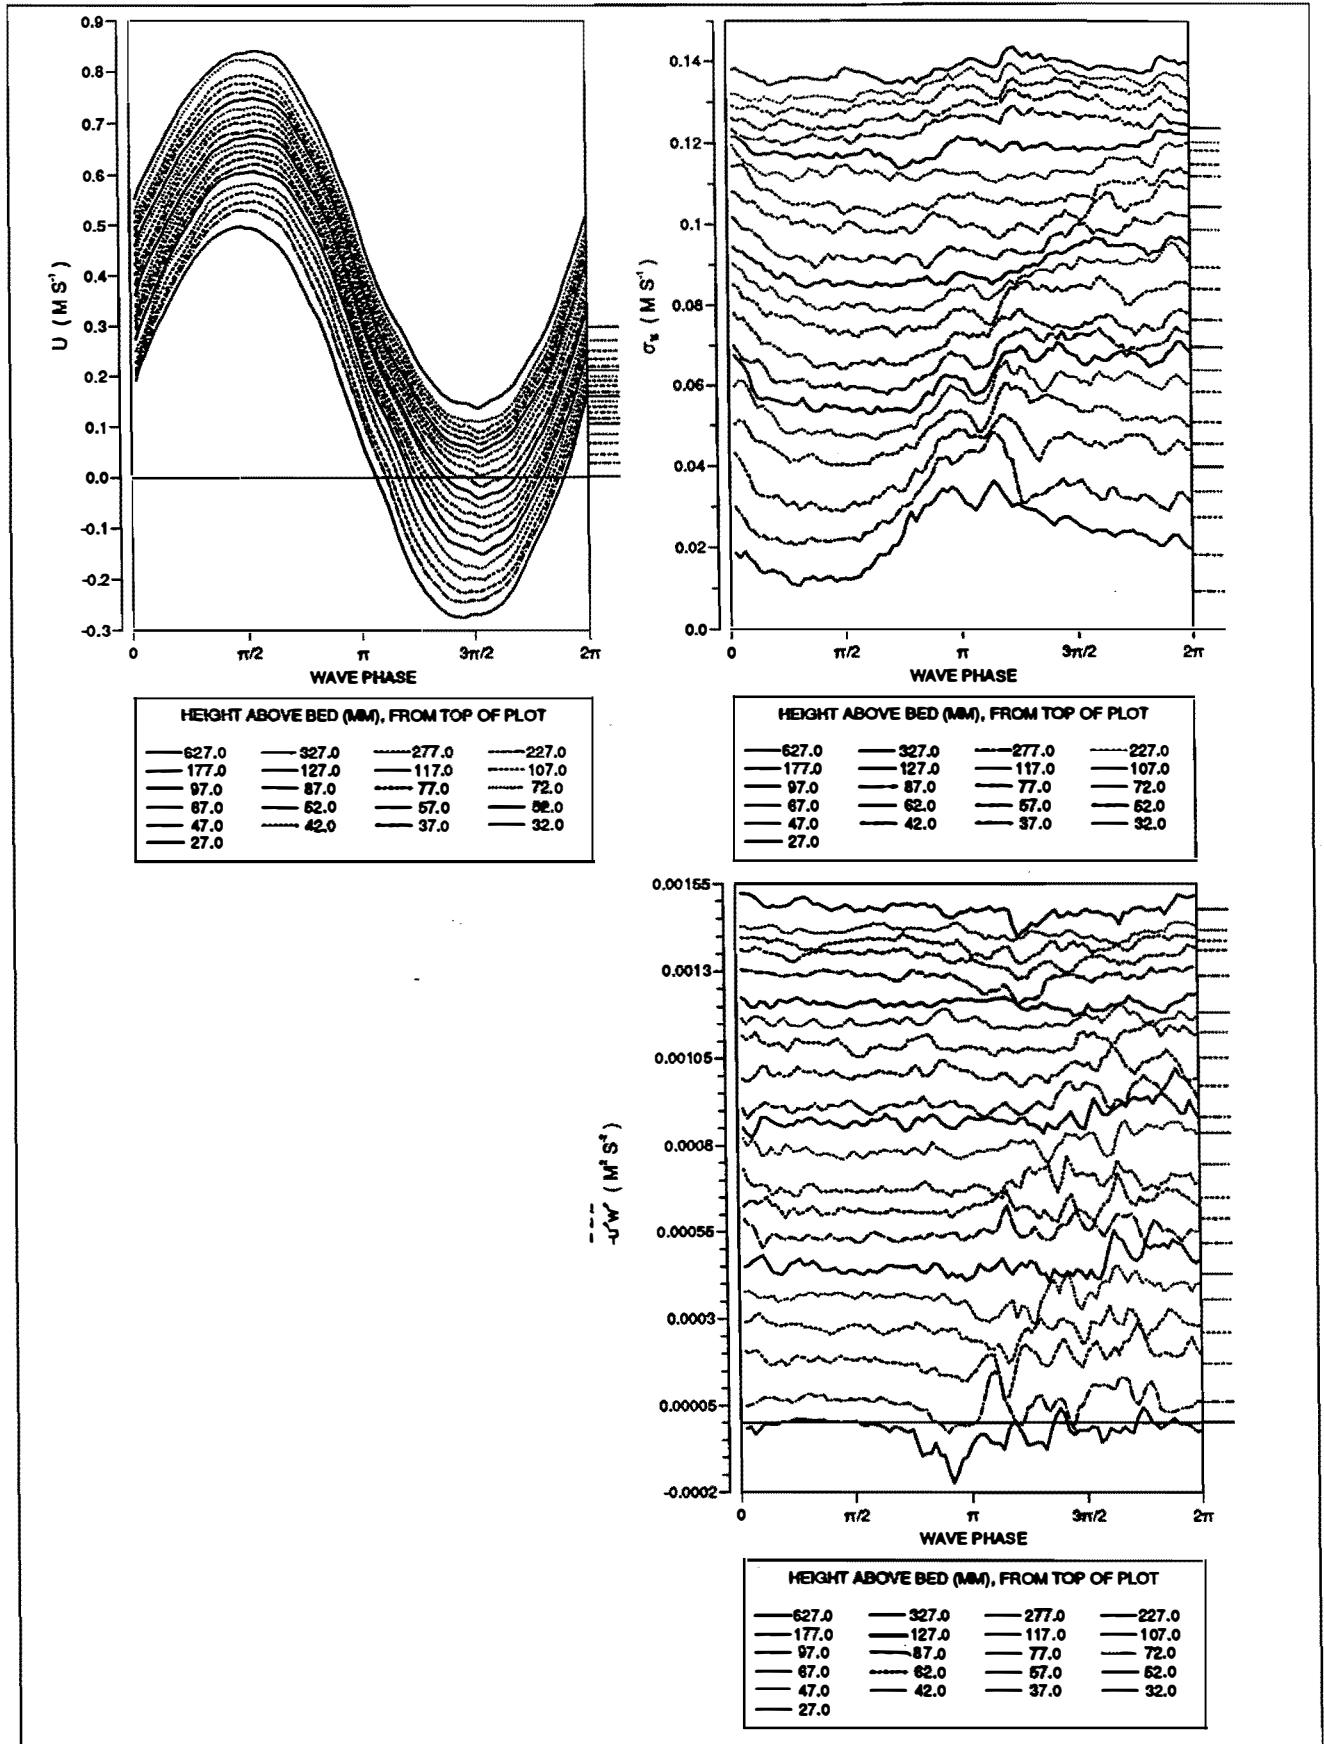 0.9
0.8
0.7
0.6
0.5
0.4
0.3
0.2
0.1
0.0
-0.1
-0.2
-0.3
U ( M S⁻¹ )
0 π/2 π 3π/2 2π
WAVE PHASE
HEIGHT ABOVE BED (MM), FROM TOP OF PLOT
627.0 327.0 277.0 227.0
177.0 127.0 117.0 107.0
97.0 87.0 77.0 72.0
67.0 62.0 57.0
47.0 42.0 37.0 32.0
27.0
0.14
0.12
0.1
0.08
0.06
0.04
0.02
0.0
( M S⁻¹ )
0 π/2 π 3π/2 2π
WAVE PHASE
HEIGHT ABOVE BED (MM), FROM TOP OF PLOT
627.0 327.0 277.0 227.0
177.0 127.0 117.0 107.0
97.0 87.0 77.0 72.0
67.0 62.0 57.0 52.0
47.0 42.0 37.0 32.0
27.0
0.00155
0.0013
0.00105
0.0008
0.00055
0.0003
0.00005
-0.0002
-u'w' ( M² S⁻² )
0 π/2 π 3π/2 2π
WAVE PHASE
HEIGHT ABOVE BED (MM), FROM TOP OF PLOT
627.0 327.0 277.0 227.0
177.0 127.0 117.0 107.0
97.0 87.0 77.0 72.0
67.0 62.0 57.0 52.0
47.0 42.0 37.0 32.0
27.0